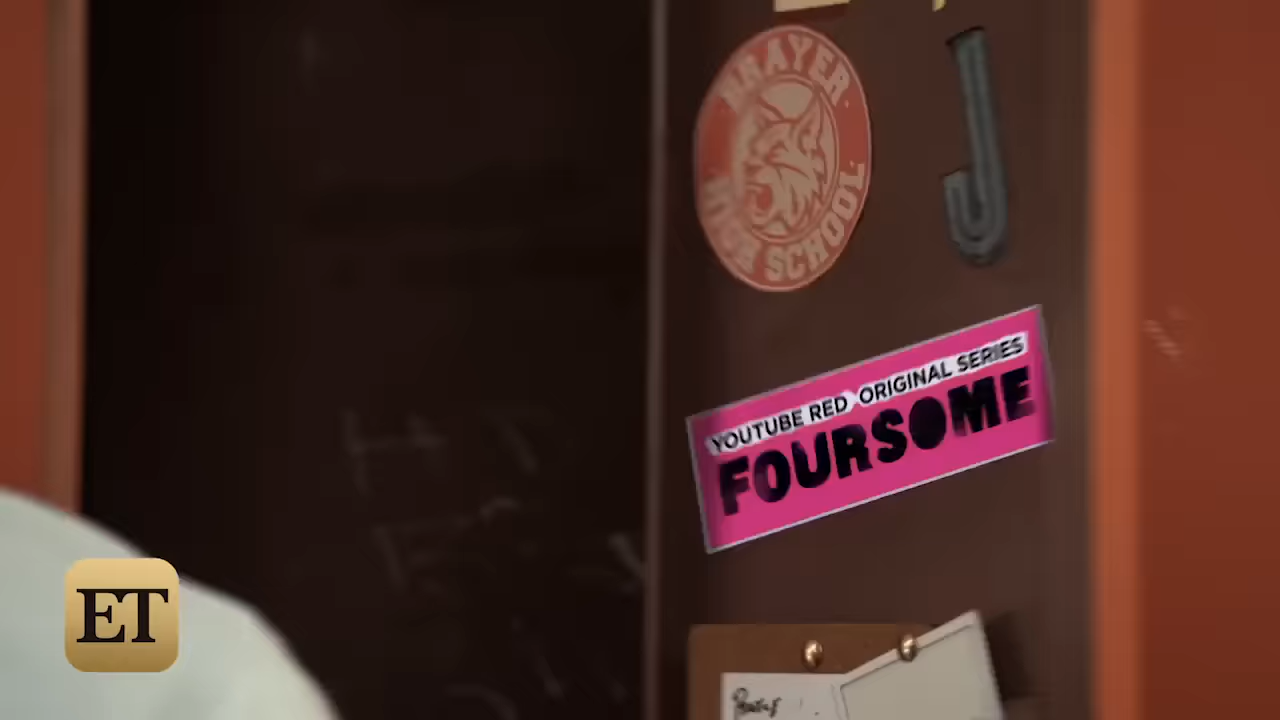 BRAYER
HIGH SCHOOL
J
YOUTUBE RED ORIGINAL SERIES
FOURSOME
ET